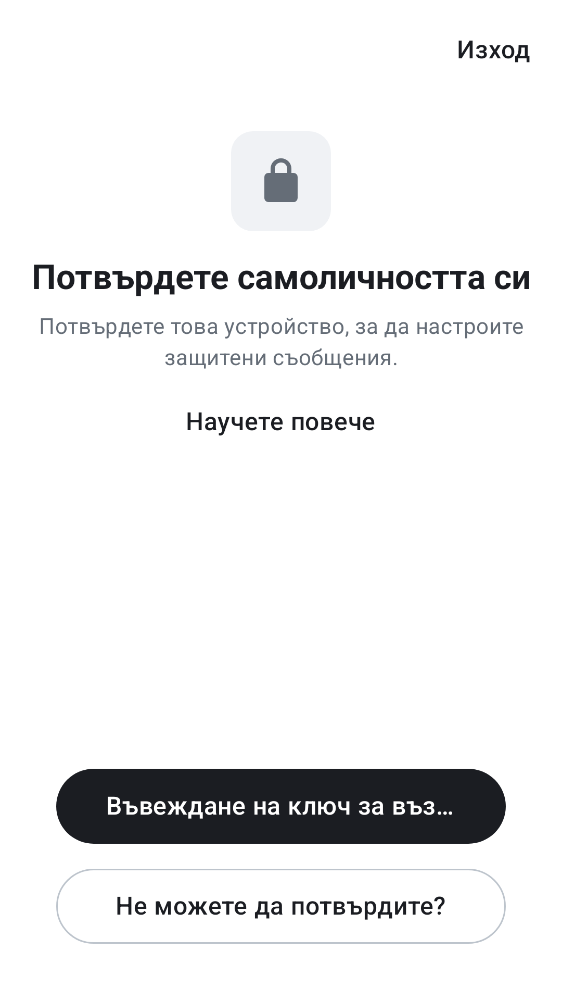 Изход
Потвърдете самоличността си
Потвърдете това устройство, за да настроите
защитени съобщения.
Научете повече
Въвеждане на ключ за въз…
Не можете да потвърдите?